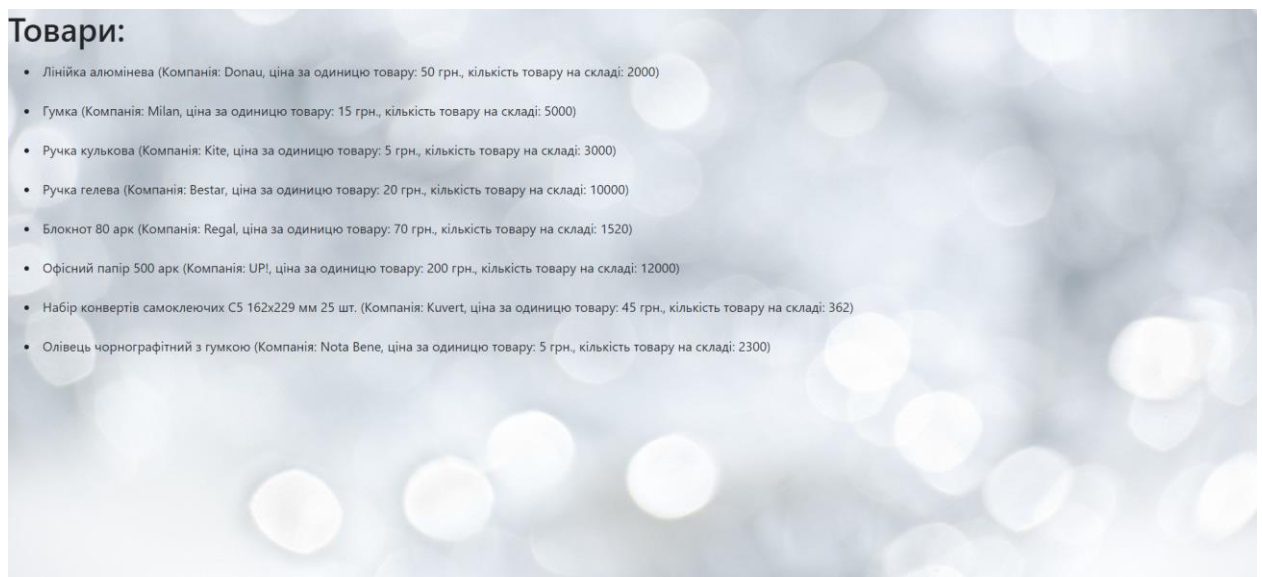 Товари:
Лінійка алюмінева (Компанія: Donau, ціна за одиницю товару: 50 грн., кількість товару на складі: 2000)
Гумка (Компанія: Milan, ціна за одиницю товару: 15 грн., кількість товару на складі: 5000)
Ручка кулькова (Компанія: Kite, ціна за одиницю товару: 5 грн., кількість товару на складі: 3000)
Ручка гелева (Компанія: Bestar, ціна за одиницю товару: 20 грн., кількість товару на складі: 10000)
Блокнот 80 арк (Компанія: Regal, ціна за одиницю товару: 70 грн., кількість товару на складі: 1520)
Офісний папір 500 арк (Компанія: UP!, ціна за одиницю товару: 200 грн., кількість товару на складі: 12000)
Набір конвертів самоклеючих C5 162x229 мм 25 шт. (Компанія: Kuvert, ціна за одиницю товару: 45 грн., кількість товару на складі: 362)
Олівець чорнографітний з гумкою (Компанія: Nota Bene, ціна за одиницю товару: 5 грн., кількість товару на складі: 2300)